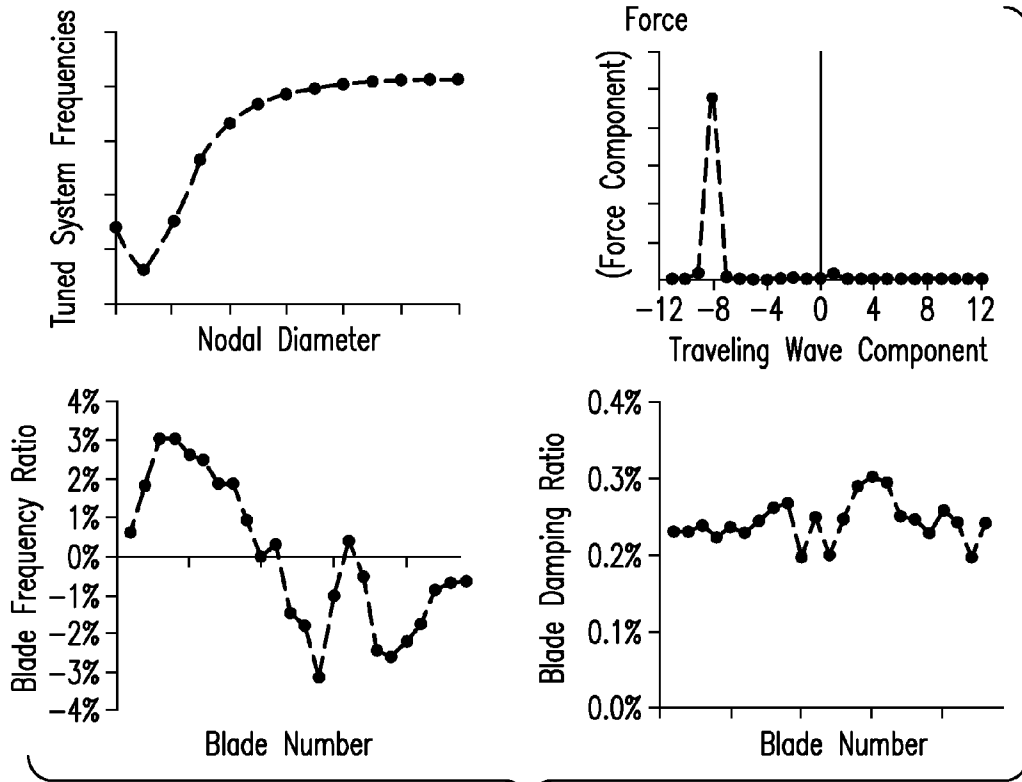 Tuned System Frequencies
Nodal Diameter
Force
(Force Component)
−12 −8 −4 0 4 8 12
Traveling Wave Component
Blade Frequency Ratio
4%
3%
2%
1%
0%
−1%
−2%
−3%
−4%
Blade Number
Blade Damping Ratio
0.4%
0.3%
0.2%
0.1%
0.0%
Blade Number